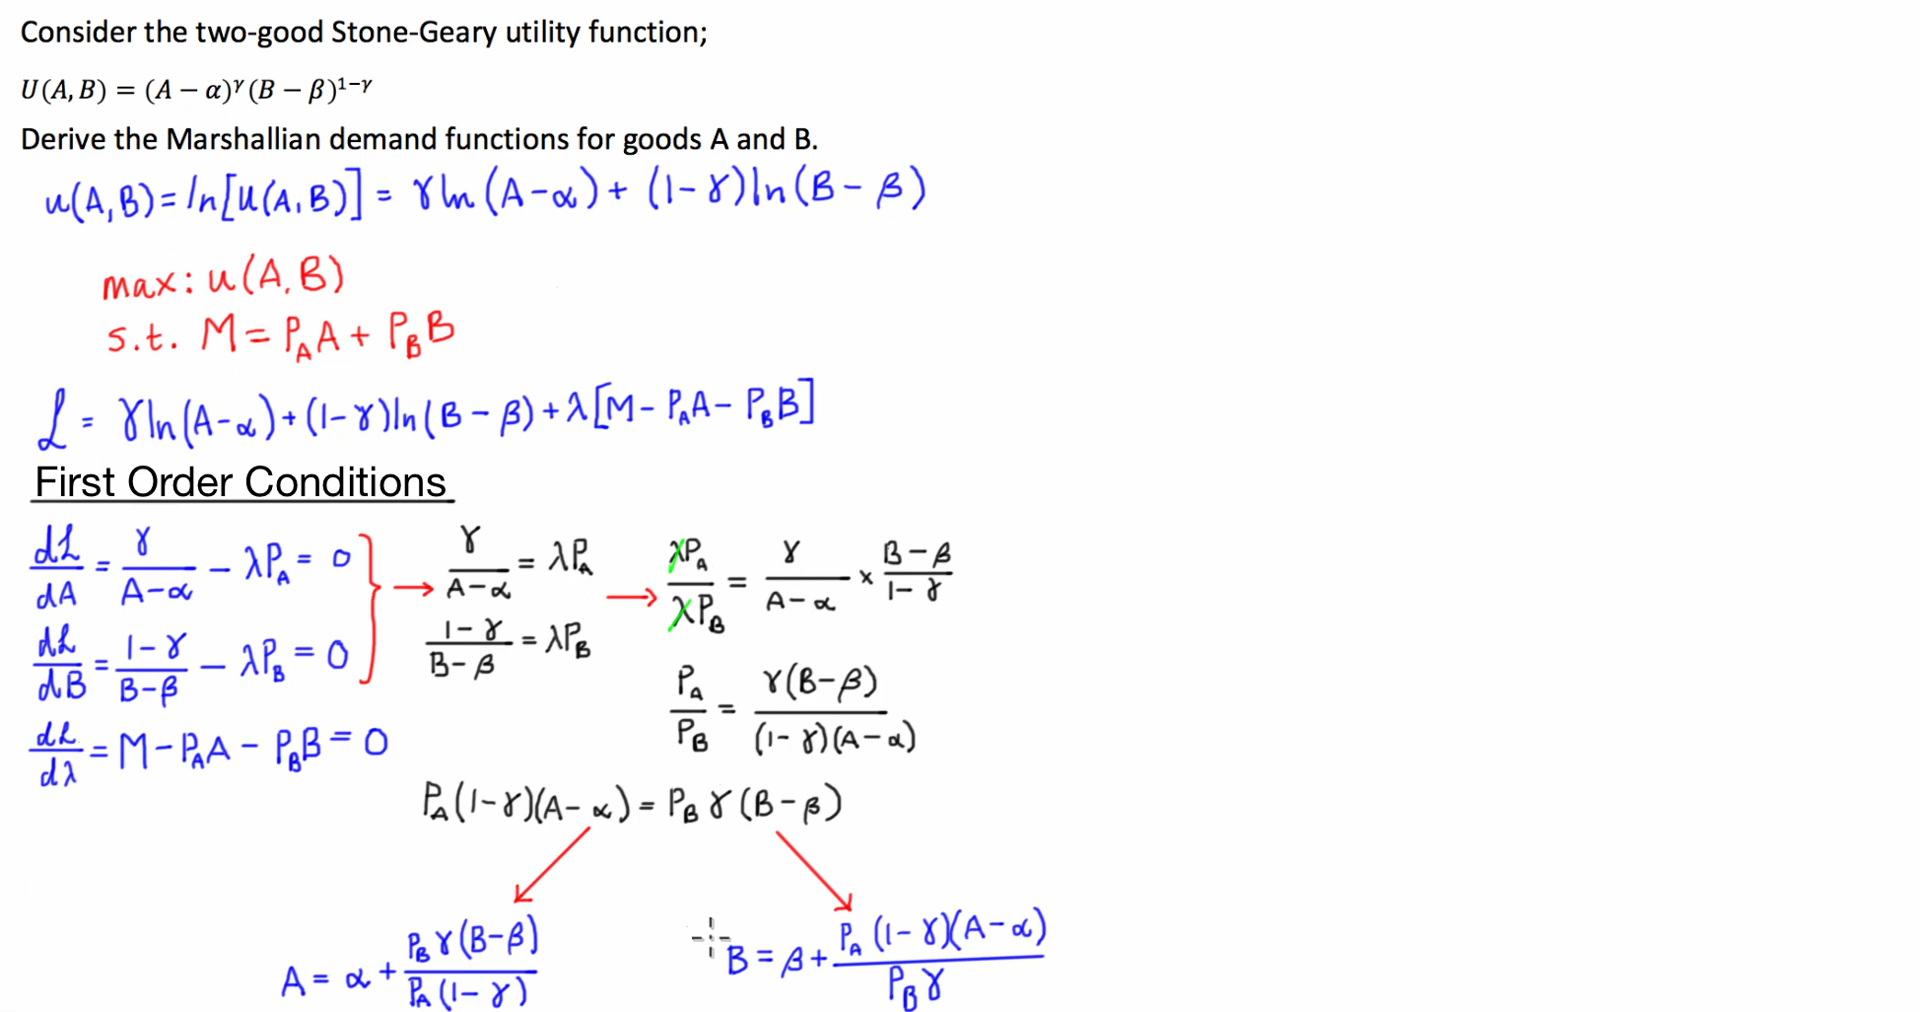 Consider the two-good Stone-Geary utility function;
U(A, B) = (A − α)^γ (B − β)^{1−γ}
Derive the Marshallian demand functions for goods A and B.
u(A,B) = ln[U(A,B)] = γln(A−α) + (1−γ)ln(B−β)
max: u(A,B)
s.t. M = P_A A + P_B B
ℒ = γln(A−α) + (1−γ)ln(B−β) + λ[M − P_A A − P_B B]
First Order Conditions
dℒ/dA = γ/(A−α) − λP_A = 0 → γ/(A−α) = λP_A → λP_A/λP_B = γ/(A−α) × (B−β)/(1−γ)
dℒ/dB = (1−γ)/(B−β) − λP_B = 0
(1−γ)/(B−β) = λP_B
P_A/P_B = γ(B−β)/(1−γ)(A−α)
dℒ/dλ = M − P_A A − P_B B = 0
P_A(1−γ)(A−α) = P_B γ(B−β)
A = α + P_B γ(B−β)/P_A(1−γ)
B = β + P_A(1−γ)(A−α)/P_B γ